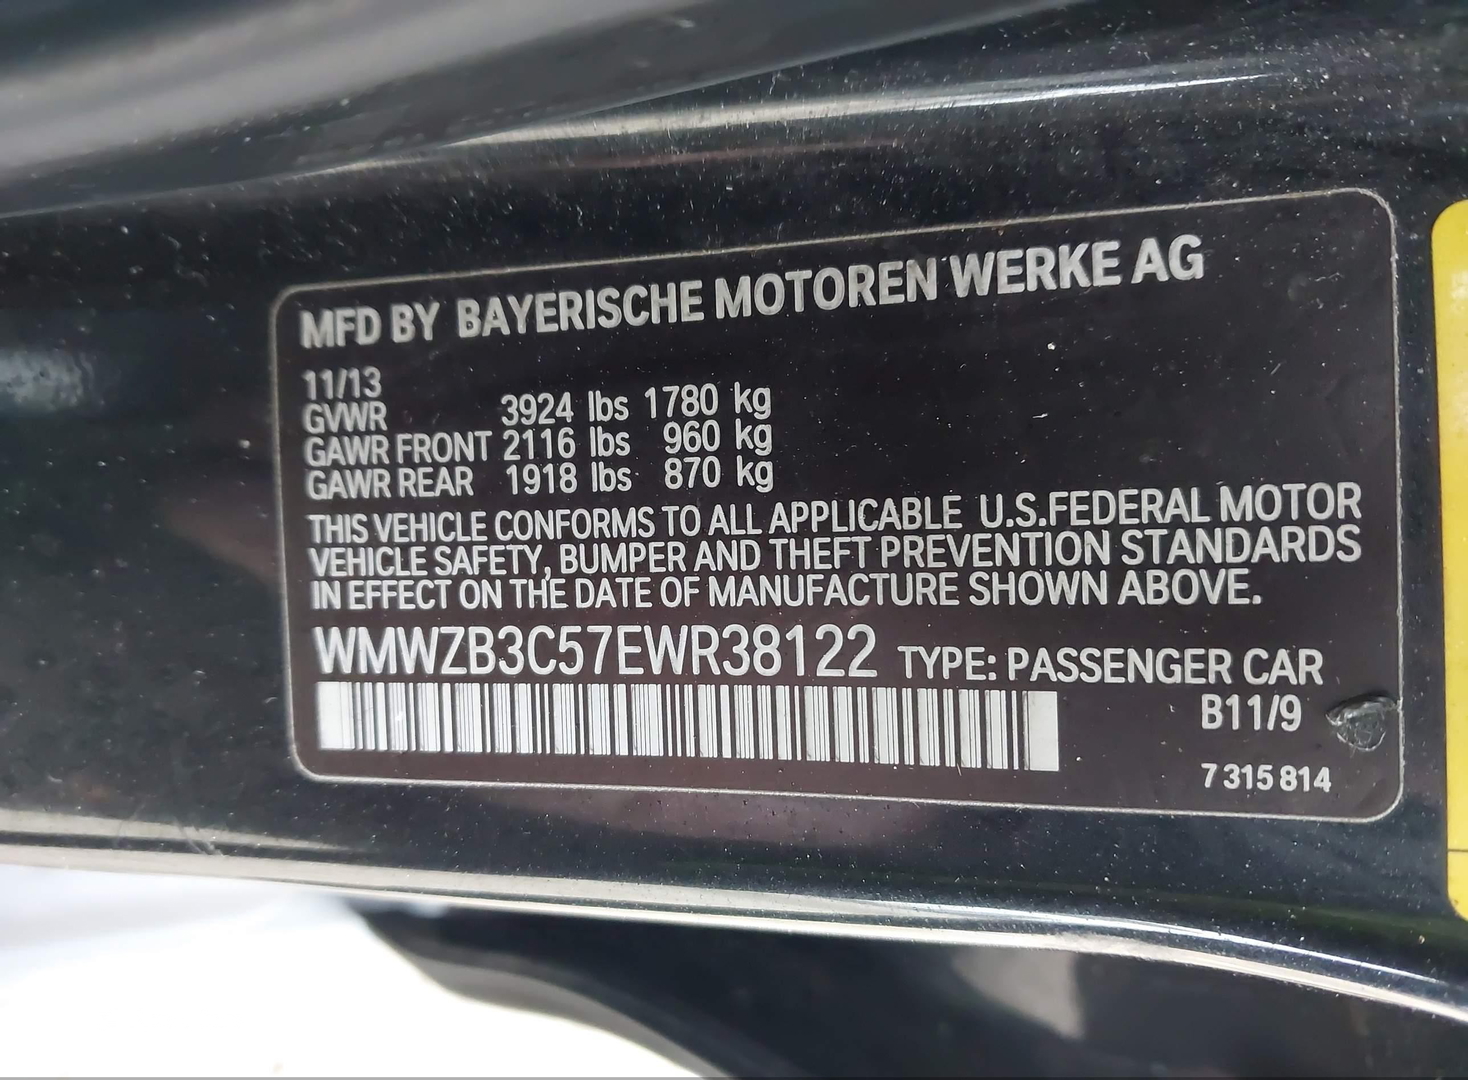 MFD BY BAYERISCHE MOTOREN WERKE AG
11/13
GVWR 3924 lbs 1780 kg
GAWR FRONT 2116 lbs 960 kg
GAWR REAR 1918 lbs 870 kg
THIS VEHICLE CONFORMS TO ALL APPLICABLE U.S.FEDERAL MOTOR
VEHICLE SAFETY, BUMPER AND THEFT PREVENTION STANDARDS
IN EFFECT ON THE DATE OF MANUFACTURE SHOWN ABOVE.
WMWZB3C57EWR38122 TYPE: PASSENGER CAR
B11/9
7 315 814